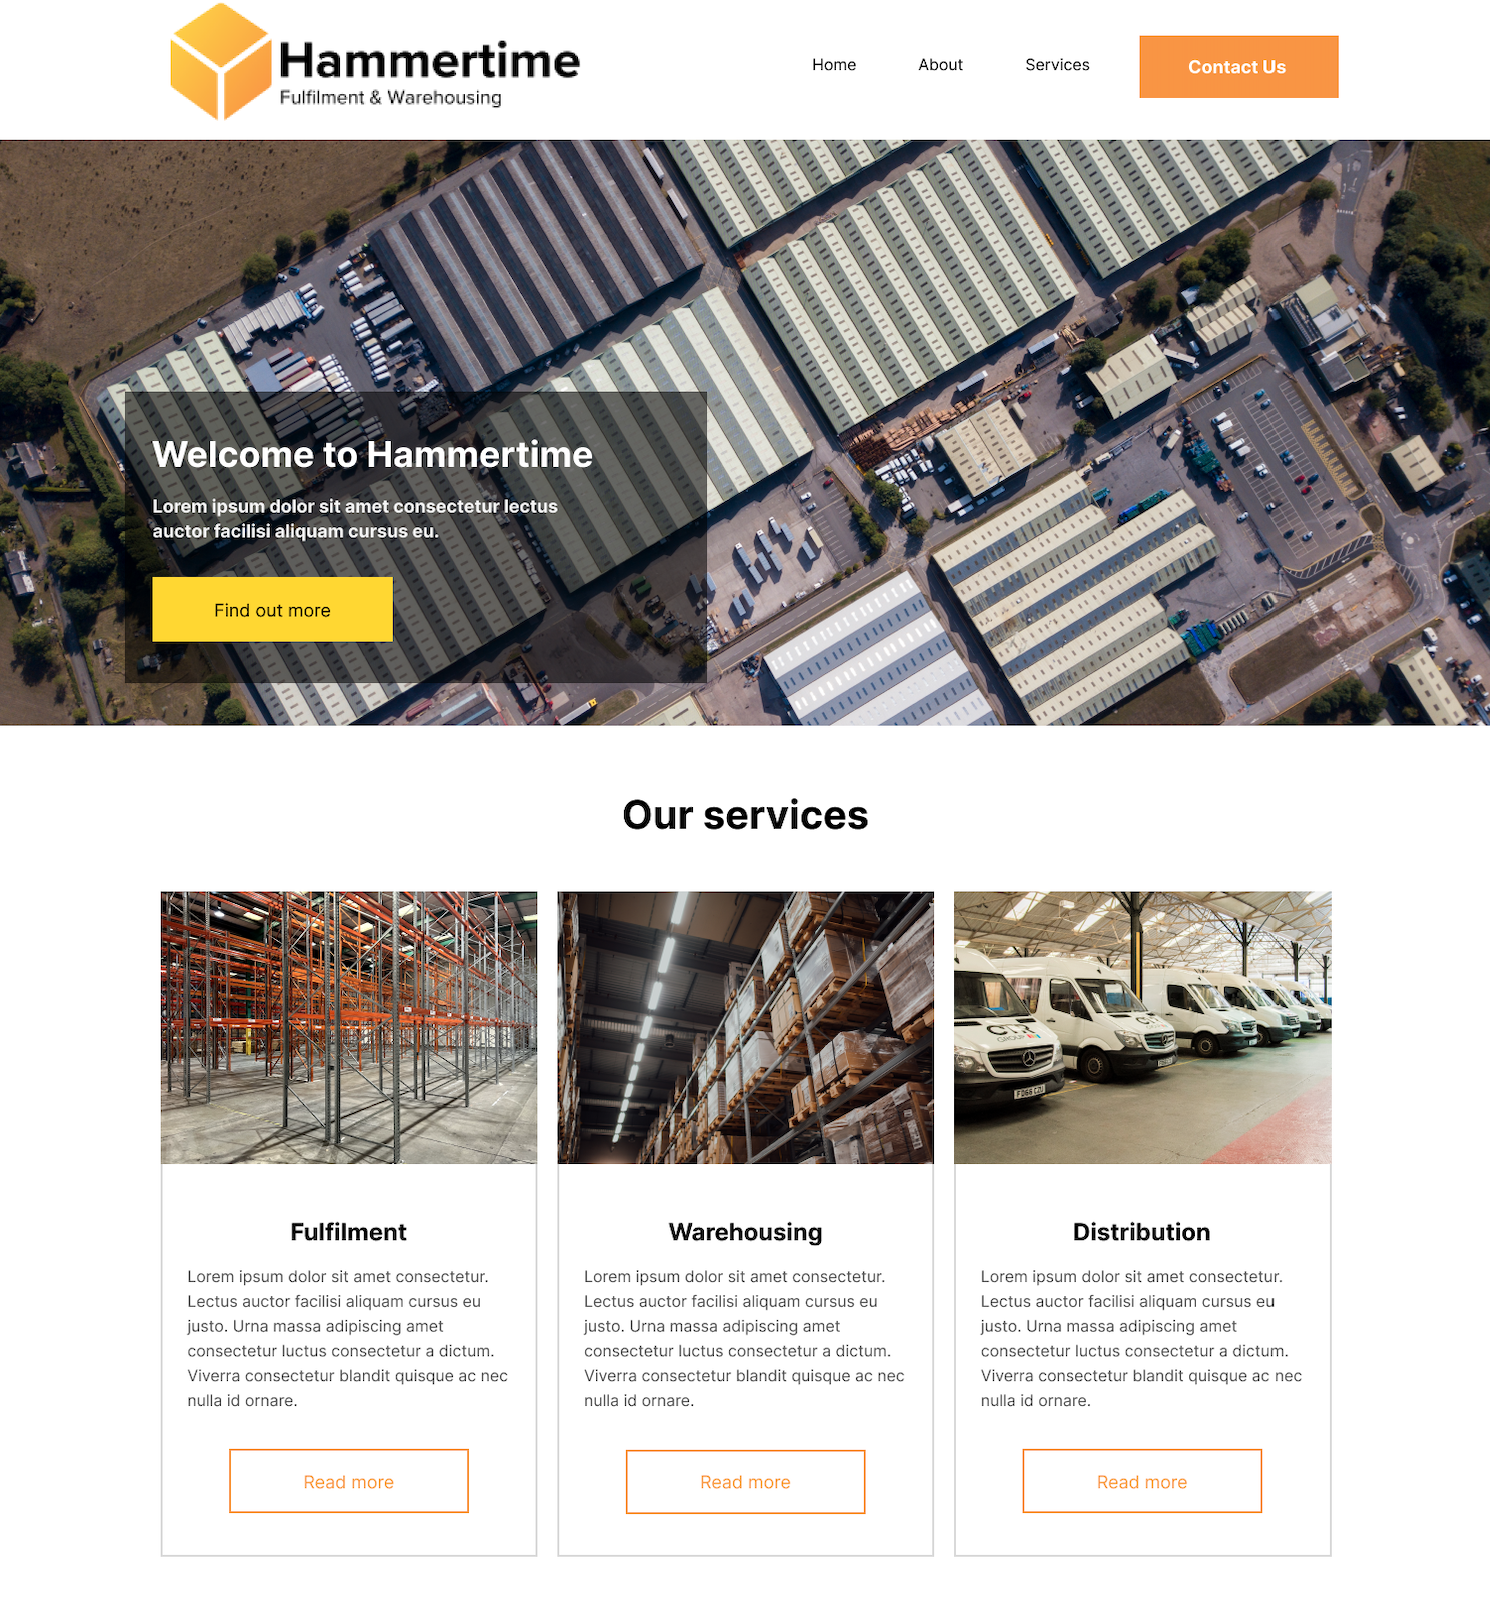 Hammertime
Fulfilment & Warehousing
Home
About
Services
Contact Us
Welcome to Hammertime
Lorem ipsum dolor sit amet consectetur lectus
auctor facilisi aliquam cursus eu.
Find out more
Our services
GROUP
FD66 CZU
Fulfilment
Lorem ipsum dolor sit amet consectetur.
Lectus auctor facilisi aliquam cursus eu
justo. Urna massa adipiscing amet
consectetur luctus consectetur a dictum.
Viverra consectetur blandit quisque ac nec
nulla id ornare.
Read more
Warehousing
Lorem ipsum dolor sit amet consectetur.
Lectus auctor facilisi aliquam cursus eu
justo. Urna massa adipiscing amet
consectetur luctus consectetur a dictum.
Viverra consectetur blandit quisque ac nec
nulla id ornare.
Read more
Distribution
Lorem ipsum dolor sit amet consectetur.
Lectus auctor facilisi aliquam cursus eu
justo. Urna massa adipiscing amet
consectetur luctus consectetur a dictum.
Viverra consectetur blandit quisque ac nec
nulla id ornare.
Read more